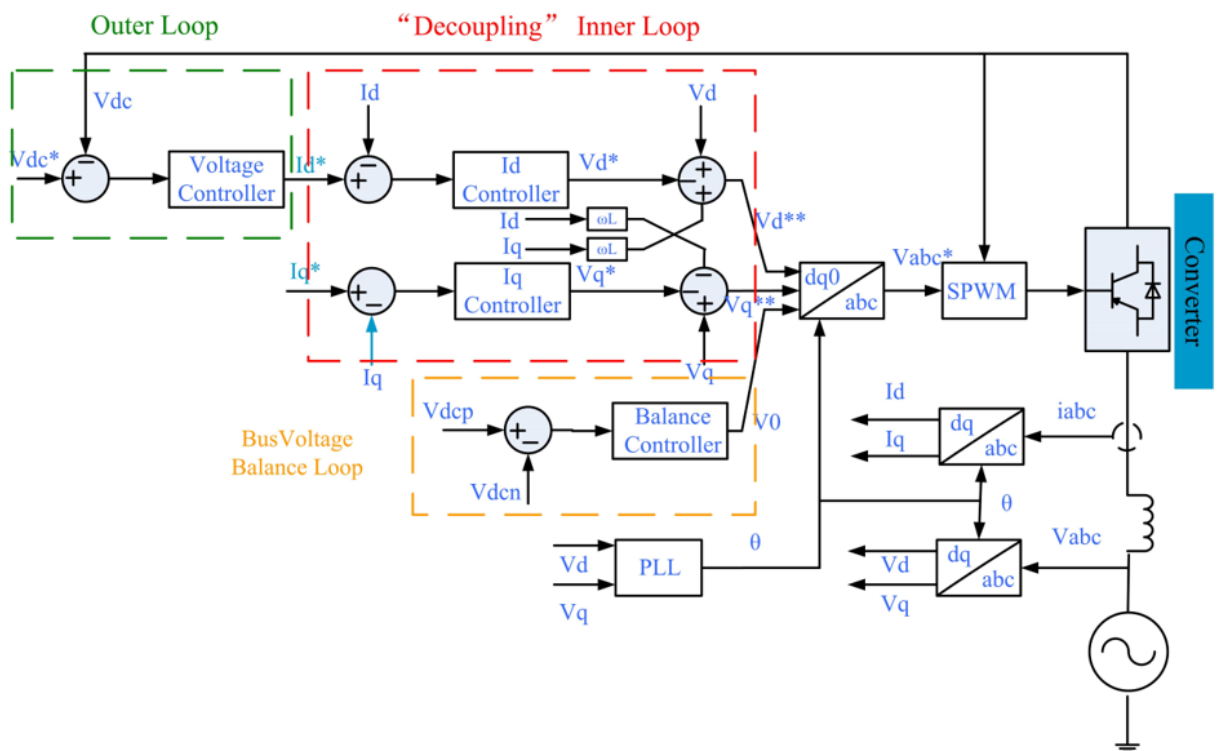 Outer Loop
“Decoupling” Inner Loop
Vdc
Id
Vd
Vdc*
Voltage
Controller
Id*
Id
Controller
Vd*
Id
ωL
Vd**
Iq
ωL
Iq*
Iq
Controller
Vq*
Vq**
Iq
Vq
dq0
abc
Vabc*
SPWM
Converter
BusVoltage
Balance Loop
Vdcp
Vdcn
Balance
Controller
V0
Id
Iq
dq
abc
iabc
θ
Vd
Vq
PLL
θ
Vd
Vq
dq
abc
Vabc